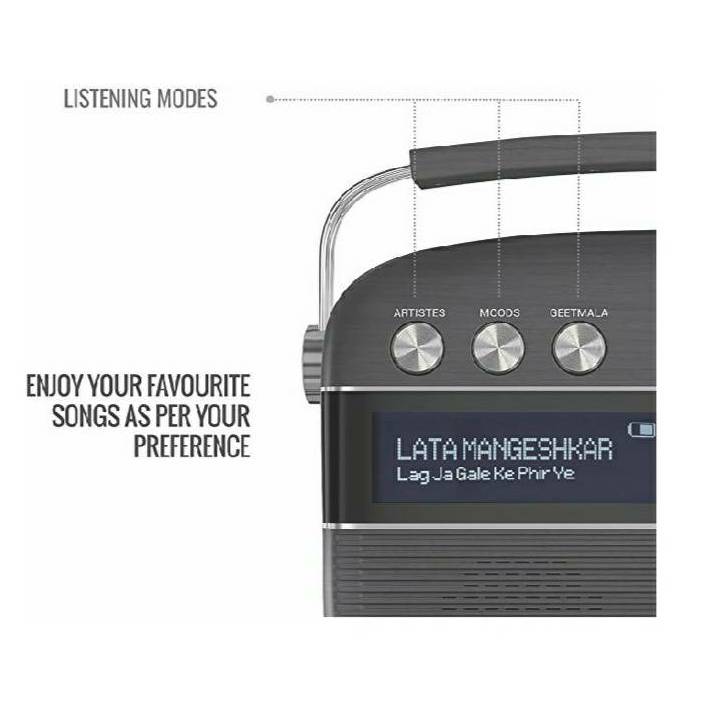 LISTENING MODES
ARTISTES MOODS GEETMALA
ENJOY YOUR FAVOURITE
SONGS AS PER YOUR
PREFERENCE
LATA MANGESHKAR
Lag Ja Gale Ke Phir Ye